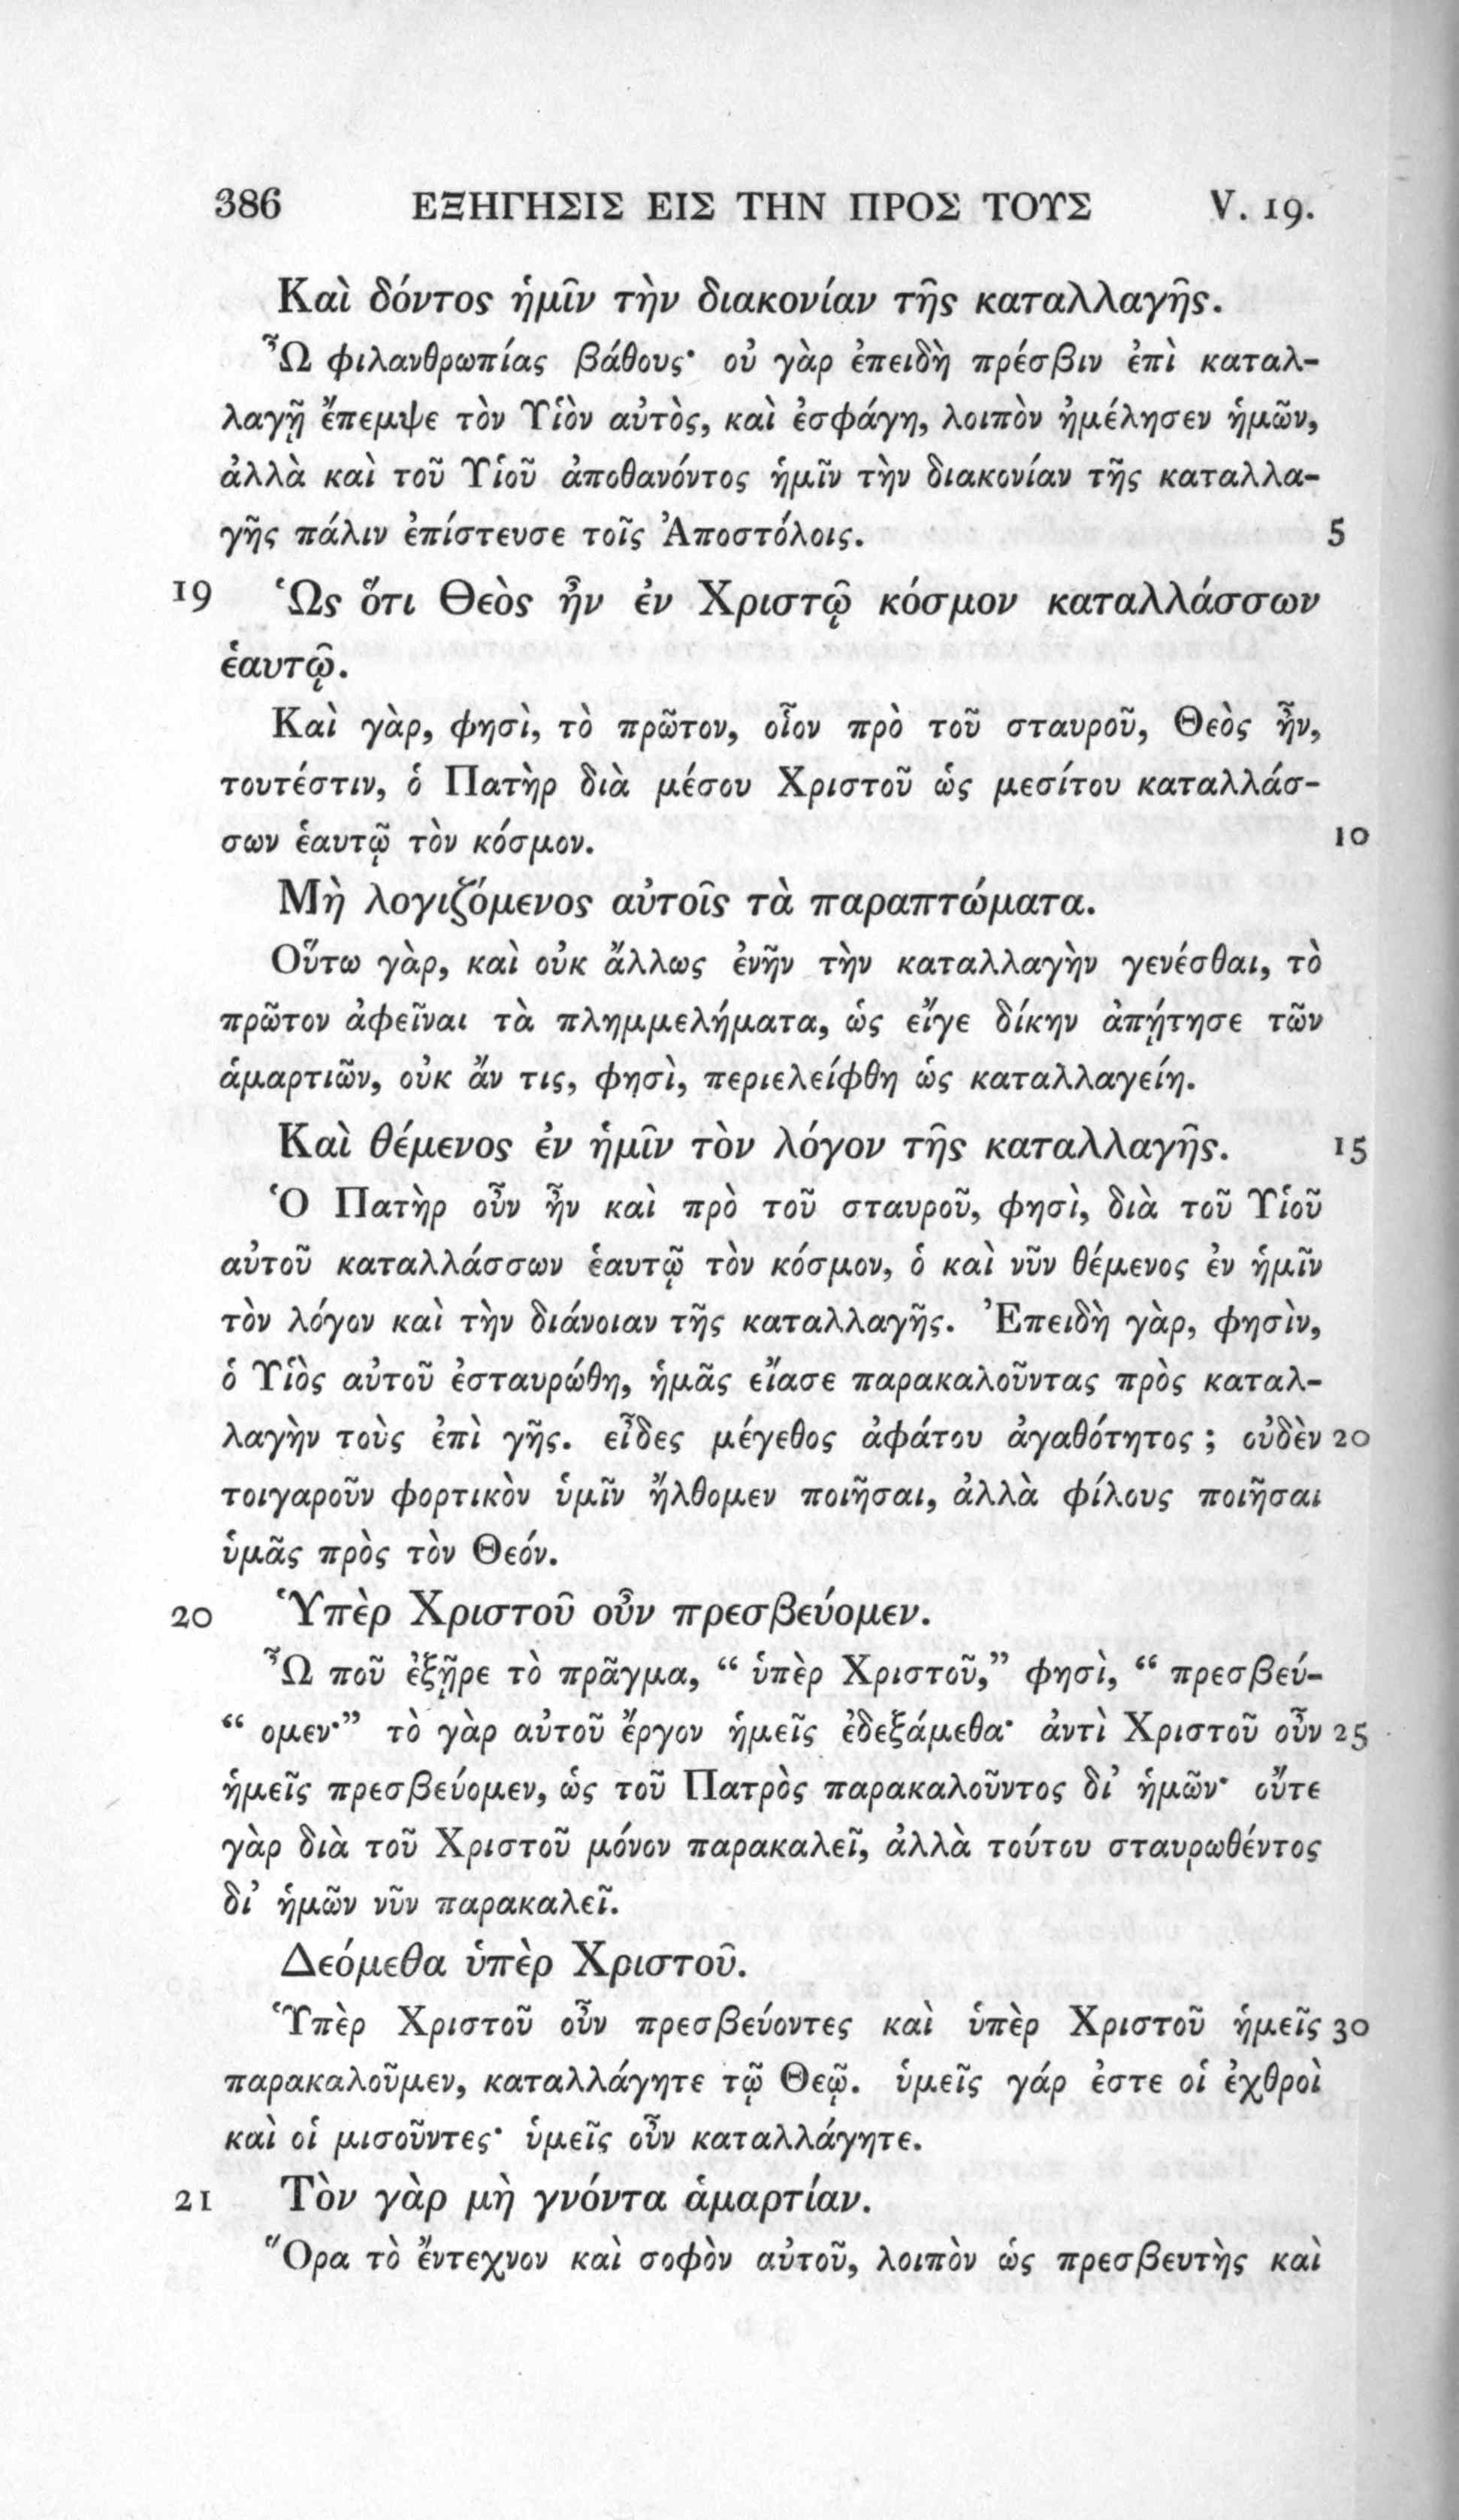 386 ΕΞΗΓΗΣΙΣ ΕΙΣ ΤΗΝ ΠΡΟΣ ΤΟΥΣ V. 19.
Καὶ δόντος ἡμῖν τὴν διακονίαν τῆς καταλλαγῆς.
Ὦ φιλανθρωπίας βάθους· οὐ γὰρ ἐπειδὴ πρέσβιν ἐπὶ καταλ-
λαγῇ ἔπεμψε τὸν Υἱὸν αὐτὸς, καὶ ἐσφάγη, λοιπὸν ἠμέλησεν ἡμῶν,
ἀλλὰ καὶ τοῦ Υἱοῦ ἀποθανόντος ἡμῖν τὴν διακονίαν τῆς καταλλα-
γῆς πάλιν ἐπίστευσε τοῖς Ἀποστόλοις. 5
19 Ὡς ὅτι Θεὸς ἦν ἐν Χριστῷ κόσμον καταλλάσσων
ἑαυτῷ.
Καὶ γὰρ, φησὶ, τὸ πρῶτον, οἷον πρὸ τοῦ σταυροῦ, Θεὸς ἦν,
τουτέστιν, ὁ Πατὴρ διὰ μέσου Χριστοῦ ὡς μεσίτου καταλλάσ-
σων ἑαυτῷ τὸν κόσμον. 10
Μὴ λογιζόμενος αὐτοῖς τὰ παραπτώματα.
Οὕτω γὰρ, καὶ οὐκ ἄλλως ἐνῆν τὴν καταλλαγὴν γενέσθαι, τὸ
πρῶτον ἀφεῖναι τὰ πλημμελήματα, ὡς εἴγε δίκην ἀπῄτησε τῶν
ἁμαρτιῶν, οὐκ ἄν τις, φησὶ, περιελείφθη ὡς καταλλαγείη.
Καὶ θέμενος ἐν ἡμῖν τὸν λόγον τῆς καταλλαγῆς. 15
Ὁ Πατὴρ οὖν ἦν καὶ πρὸ τοῦ σταυροῦ, φησὶ, διὰ τοῦ Υἱοῦ
αὐτοῦ καταλλάσσων ἑαυτῷ τὸν κόσμον, ὁ καὶ νῦν θέμενος ἐν ἡμῖν
τὸν λόγον καὶ τὴν διάνοιαν τῆς καταλλαγῆς. Ἐπειδὴ γὰρ, φησὶν,
ὁ Υἱὸς αὐτοῦ ἐσταυρώθη, ἡμᾶς εἴασε παρακαλοῦντας πρὸς καταλ-
λαγὴν τοὺς ἐπὶ γῆς. εἶδες μέγεθος ἀφάτου ἀγαθότητος ; οὐδὲν 20
τοιγαροῦν φορτικὸν ὑμῖν ἤλθομεν ποιῆσαι, ἀλλὰ φίλους ποιῆσαι
ὑμᾶς πρὸς τὸν Θεόν.
20 Ὑπὲρ Χριστοῦ οὖν πρεσβεύομεν.
Ὦ ποῦ ἐξῇρε τὸ πρᾶγμα, “ ὑπὲρ Χριστοῦ,” φησὶ, “ πρεσβεύ-
“ ομεν·” τὸ γὰρ αὐτοῦ ἔργον ἡμεῖς ἐδεξάμεθα· ἀντὶ Χριστοῦ οὖν 25
ἡμεῖς πρεσβεύομεν, ὡς τοῦ Πατρὸς παρακαλοῦντος δι’ ἡμῶν· οὔτε
γὰρ διὰ τοῦ Χριστοῦ μόνον παρακαλεῖ, ἀλλὰ τούτου σταυρωθέντος
δι’ ἡμῶν νῦν παρακαλεῖ.
Δεόμεθα ὑπὲρ Χριστοῦ.
Ὑπὲρ Χριστοῦ οὖν πρεσβεύοντες καὶ ὑπὲρ Χριστοῦ ἡμεῖς 30
παρακαλοῦμεν, καταλλάγητε τῷ Θεῷ. ὑμεῖς γάρ ἐστε οἱ ἐχθροὶ
καὶ οἱ μισοῦντες· ὑμεῖς οὖν καταλλάγητε.
21 Τὸν γὰρ μὴ γνόντα ἁμαρτίαν.
Ὅρα τὸ ἔντεχνον καὶ σοφὸν αὐτοῦ, λοιπὸν ὡς πρεσβευτὴς καὶ